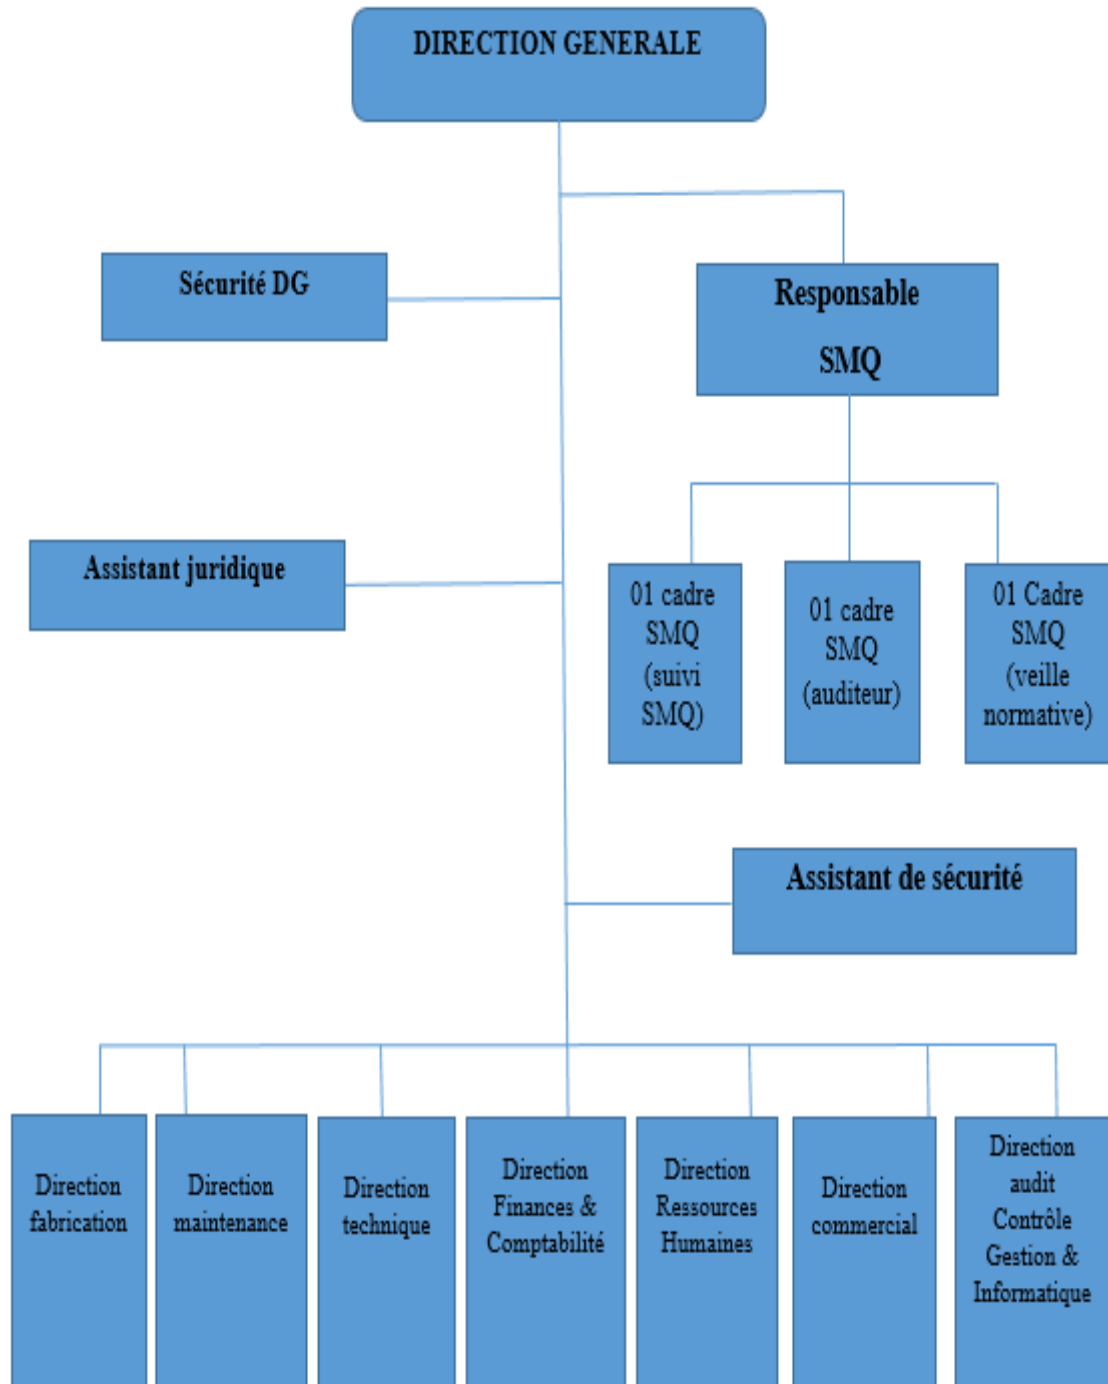 DIRECTION GENERALE
Sécurité DG
Responsable
SMQ
Assistant juridique
01 cadre
SMQ
(suivi
SMQ)
01 cadre
SMQ
(auditeur)
01 Cadre
SMQ
(veille
normative)
Assistant de sécurité
Direction
fabrication
Direction
maintenance
Direction
technique
Direction
Finances &
Comptabilité
Direction
Ressources
Humaines
Direction
commercial
Direction
audit
Contrôle
Gestion &
Informatique